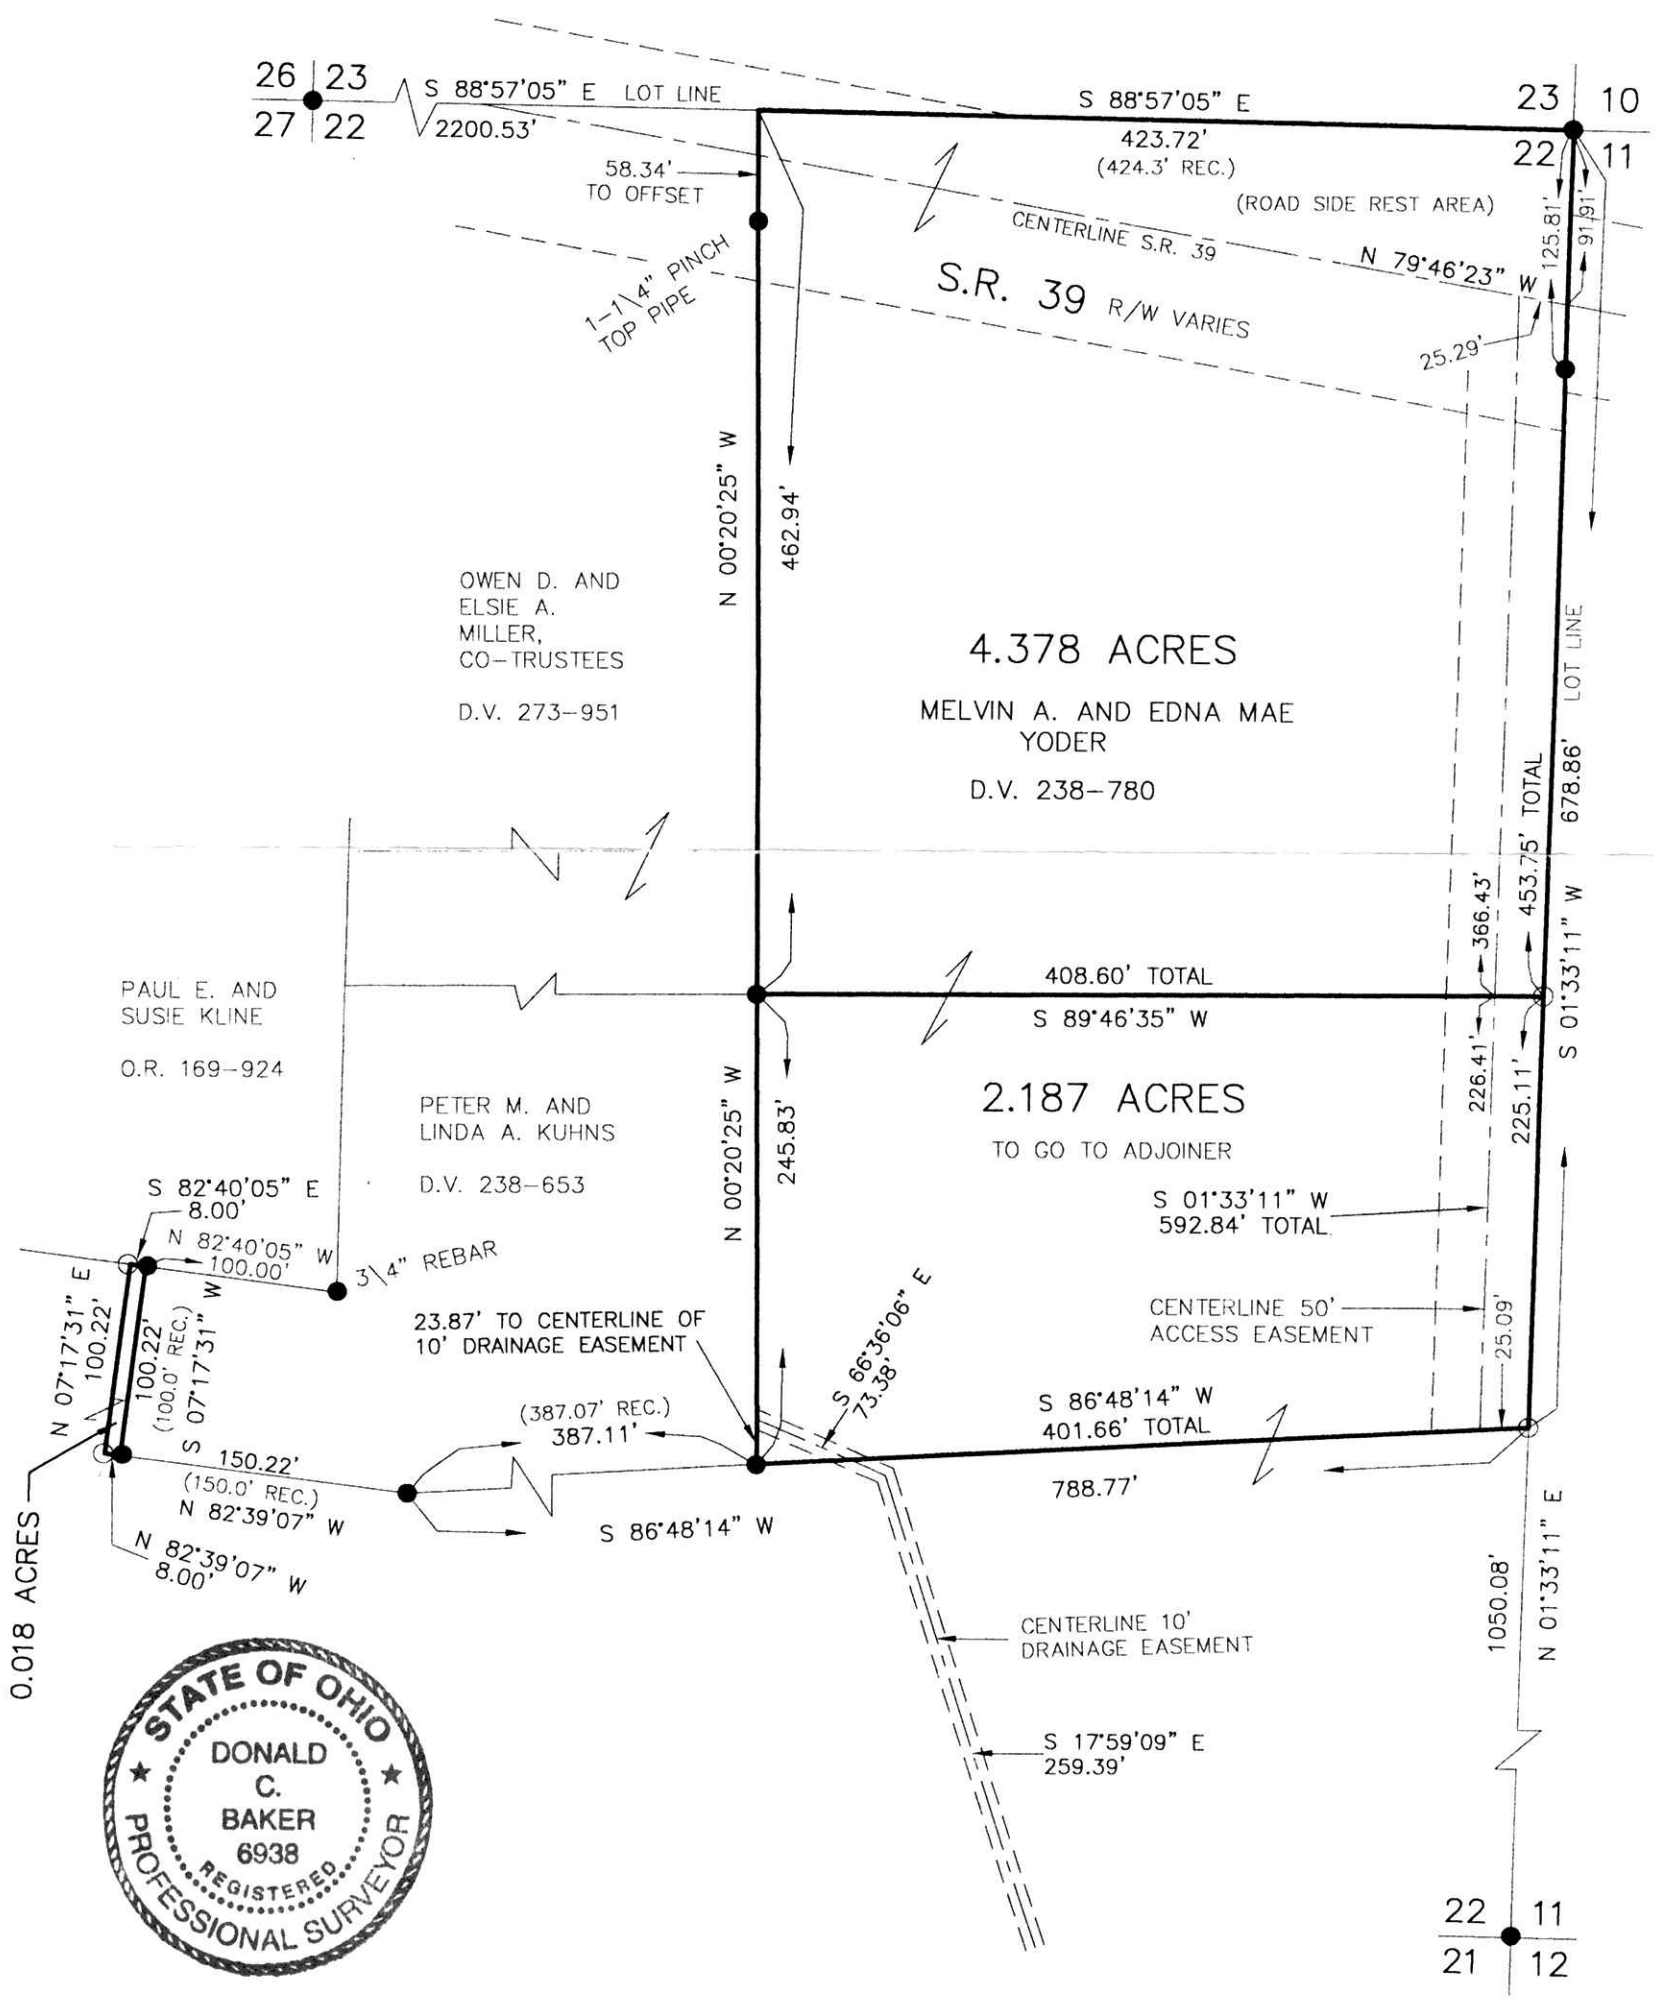 26 23
27 22
S 88°57'05" E LOT LINE
2200.53'
S 88°57'05" E
423.72'
(424.3' REC.)
23 10
22 11
58.34'
TO OFFSET
(ROAD SIDE REST AREA)
125.81'
91.91'
CENTERLINE S.R. 39
N 79°46'23" W
S.R. 39 R/W VARIES
1-1\4" PINCH
TOP PIPE
25.29'
N 00°20'25" W
462.94'
OWEN D. AND
ELSIE A.
MILLER,
CO-TRUSTEES
D.V. 273-951
4.378 ACRES
MELVIN A. AND EDNA MAE
YODER
D.V. 238-780
LOT LINE
678.86'
S 01°33'11" W
453.75' TOTAL
366.43'
408.60' TOTAL
S 89°46'35" W
PAUL E. AND
SUSIE KLINE
O.R. 169-924
PETER M. AND
LINDA A. KUHNS
D.V. 238-653
N 00°20'25" W
245.83'
2.187 ACRES
TO GO TO ADJOINER
226.41'
225.11'
S 01°33'11" W
592.84' TOTAL
S 82°40'05" E
8.00'
N 82°40'05" W
100.00'
3\4" REBAR
N 07°17'31" E
100.22'
100.22'
(100.0' REC.)
S 07°17'31" W
23.87' TO CENTERLINE OF
10' DRAINAGE EASEMENT
S 66°36'06" E
73.38'
CENTERLINE 50'
ACCESS EASEMENT
25.09'
S 86°48'14" W
401.66' TOTAL
788.77'
(387.07' REC.)
387.11'
S 86°48'14" W
150.22'
(150.0' REC.)
N 82°39'07" W
N 82°39'07" W
8.00'
0.018 ACRES
CENTERLINE 10'
DRAINAGE EASEMENT
S 17°59'09" E
259.39'
1050.08'
N 01°33'11" E
STATE OF OHIO
DONALD
C.
BAKER
6938
REGISTERED
PROFESSIONAL SURVEYOR
22 11
21 12